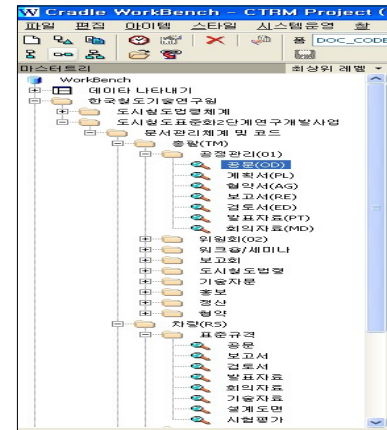 Cradle WorkBench - CTRM Project (
파일 편집 아이템 스타일 시스템운영 창
폼 DOC_CODE
마스터트리 최상위 레벨
WorkBench
데이타 나타내기
한국철도기술연구원
도시철도법령체계
도시철도표준화2단계연구개발사업
문서관리체계 및 코드
총괄(TM)
공정관리(01)
공문(OD)
계획서(PL)
협약서(AG)
보고서(RE)
검토서(ED)
발표자료(PT)
회의자료(MD)
위원회(02)
워크숍/세미나
보고회
도시철도법령
기술자문
홍보
정산
협약
차량(RS)
표준규격
공문
보고서
검토서
발표자료
회의자료
기술자료
설계도면
시험평가